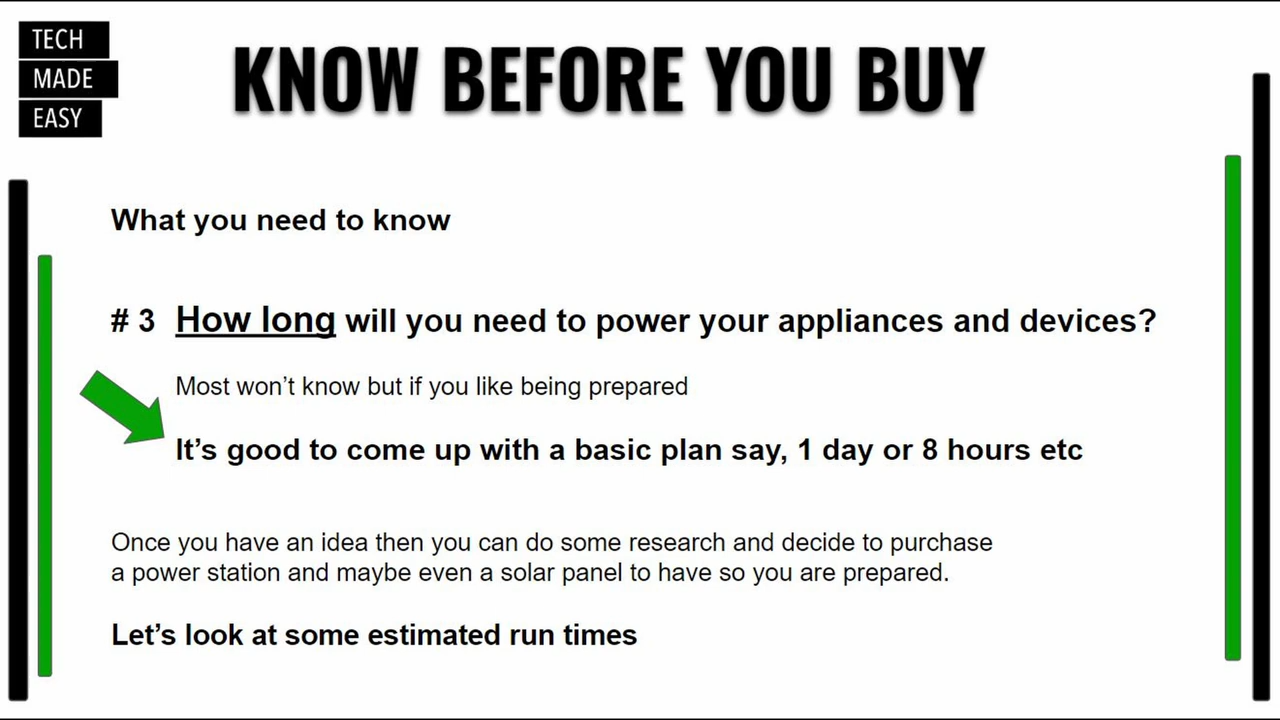 TECH
MADE
EASY
KNOW BEFORE YOU BUY
What you need to know
# 3 How long will you need to power your appliances and devices?
Most won’t know but if you like being prepared
It’s good to come up with a basic plan say, 1 day or 8 hours etc
Once you have an idea then you can do some research and decide to purchase
a power station and maybe even a solar panel to have so you are prepared.
Let’s look at some estimated run times